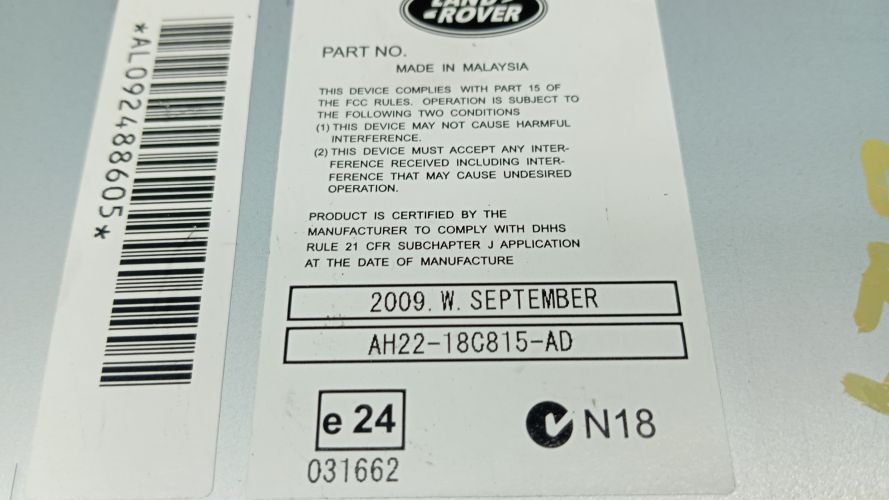 *AL092488605*
LAND
ROVER
PART NO.
MADE IN MALAYSIA
THIS DEVICE COMPLIES WITH PART 15 OF
THE FCC RULES. OPERATION IS SUBJECT TO
THE FOLLOWING TWO CONDITIONS
(1) THIS DEVICE MAY NOT CAUSE HARMFUL
INTERFERENCE.
(2) THIS DEVICE MUST ACCEPT ANY INTER-
FERENCE RECEIVED INCLUDING INTER-
FERENCE THAT MAY CAUSE UNDESIRED
OPERATION.
PRODUCT IS CERTIFIED BY THE
MANUFACTURER TO COMPLY WITH DHHS
RULE 21 CFR SUBCHAPTER J APPLICATION
AT THE DATE OF MANUFACTURE
2009. W. SEPTEMBER
AH22-18C815-AD
e 24
031662
N18